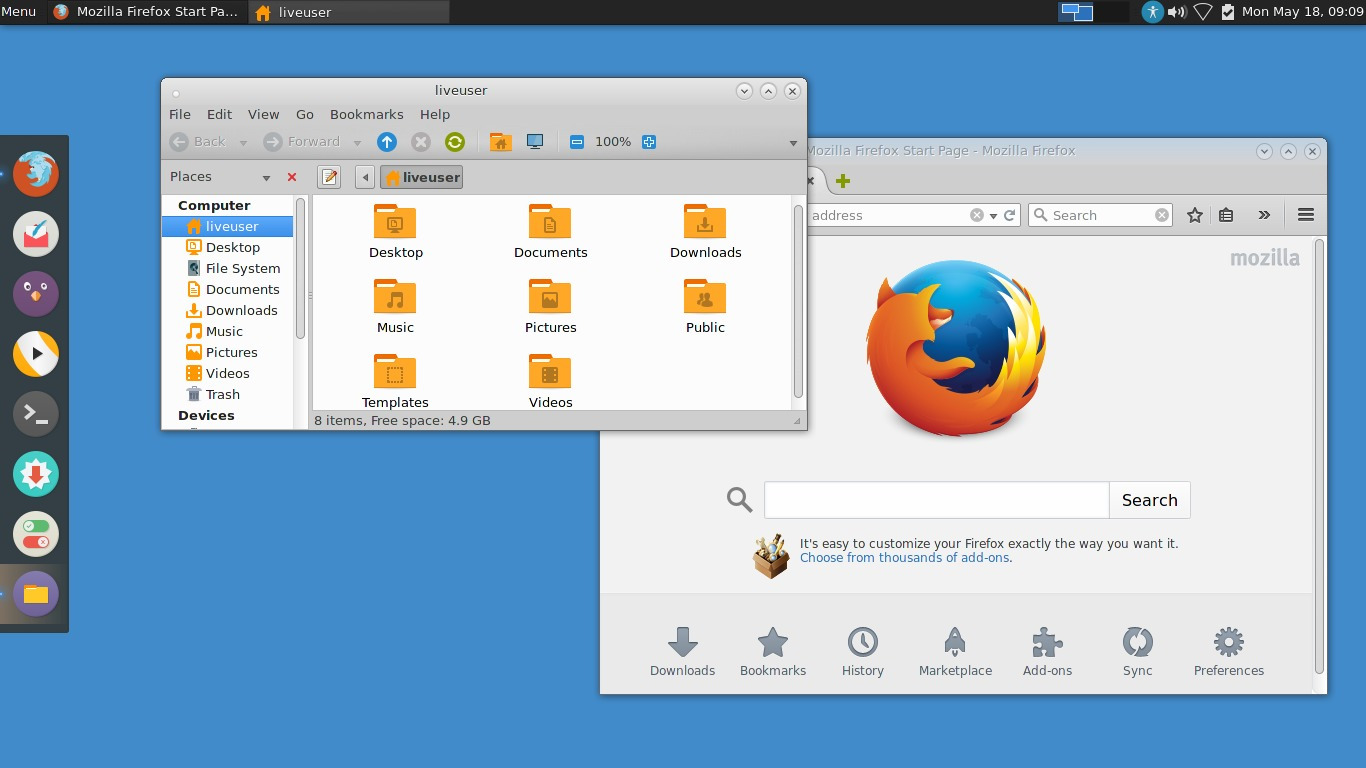 Menu
Mozilla Firefox Start Pa...
liveuser
Mon May 18, 09:09
liveuser
File Edit View Go Bookmarks Help
Back Forward 100%
Places
liveuser
Computer
liveuser
Desktop
File System
Documents
Downloads
Music
Pictures
Videos
Trash
Devices
Desktop Documents Downloads
Music Pictures Public
Templates Videos
8 items, Free space: 4.9 GB
Mozilla Firefox Start Page - Mozilla Firefox
address
Search
mozilla
Search
It's easy to customize your Firefox exactly the way you want it.
Choose from thousands of add-ons.
Downloads Bookmarks History Marketplace Add-ons Sync Preferences